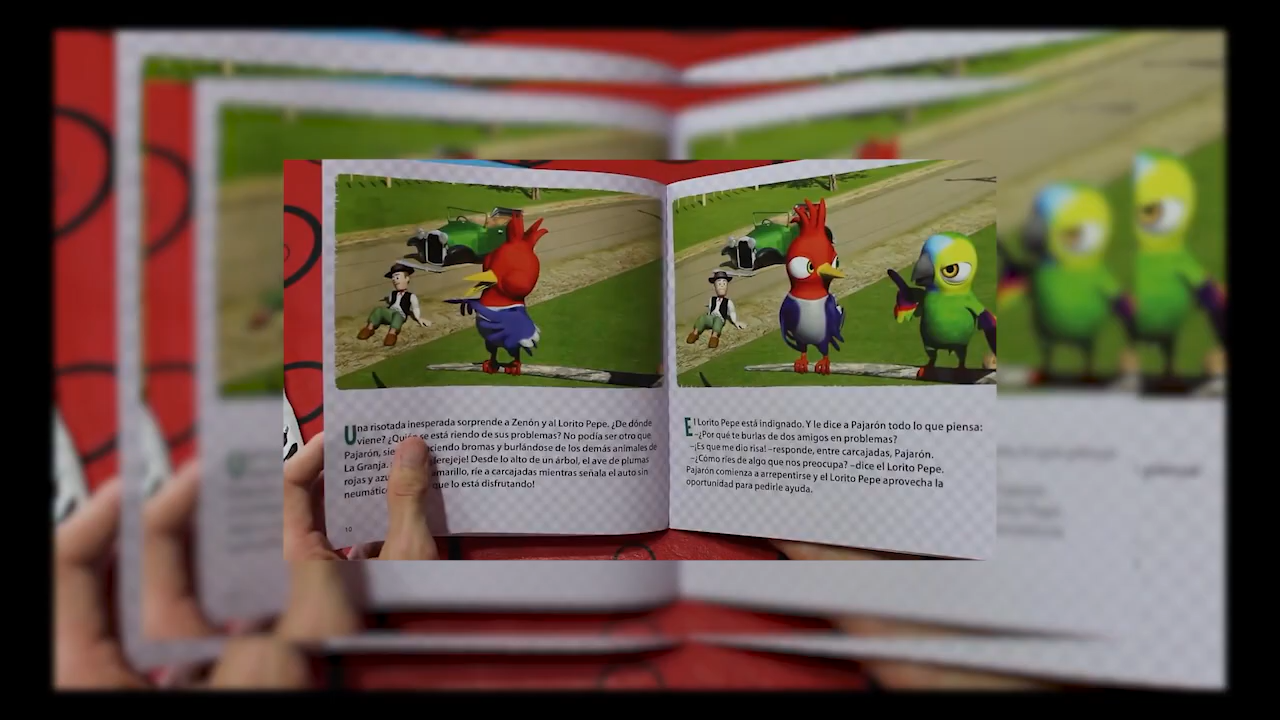 Una risotada inesperada sorprende a Zenón y al Lorito Pepe. ¿De dónde
viene? ¿Quién se está riendo de sus problemas? No podía ser otro que
Pajarón, ciendo bromas y burlándose de los demás animales de
La Granja. ¡ erejeje! Desde lo alto de un árbol, el ave de plumas
rojas y azu amarillo, ríe a carcajadas mientras señala el auto sin
neumátic que lo está disfrutando!
10
El Lorito Pepe está indignado. Y le dice a Pajarón todo lo que piensa:
–¿Por qué te burlas de dos amigos en problemas?
–¡Es que me dio risa! –responde, entre carcajadas, Pajarón.
–¿Cómo ríes de algo que nos preocupa? –dice el Lorito Pepe.
Pajarón comienza a arrepentirse y el Lorito Pepe aprovecha la
oportunidad para pedirle ayuda.